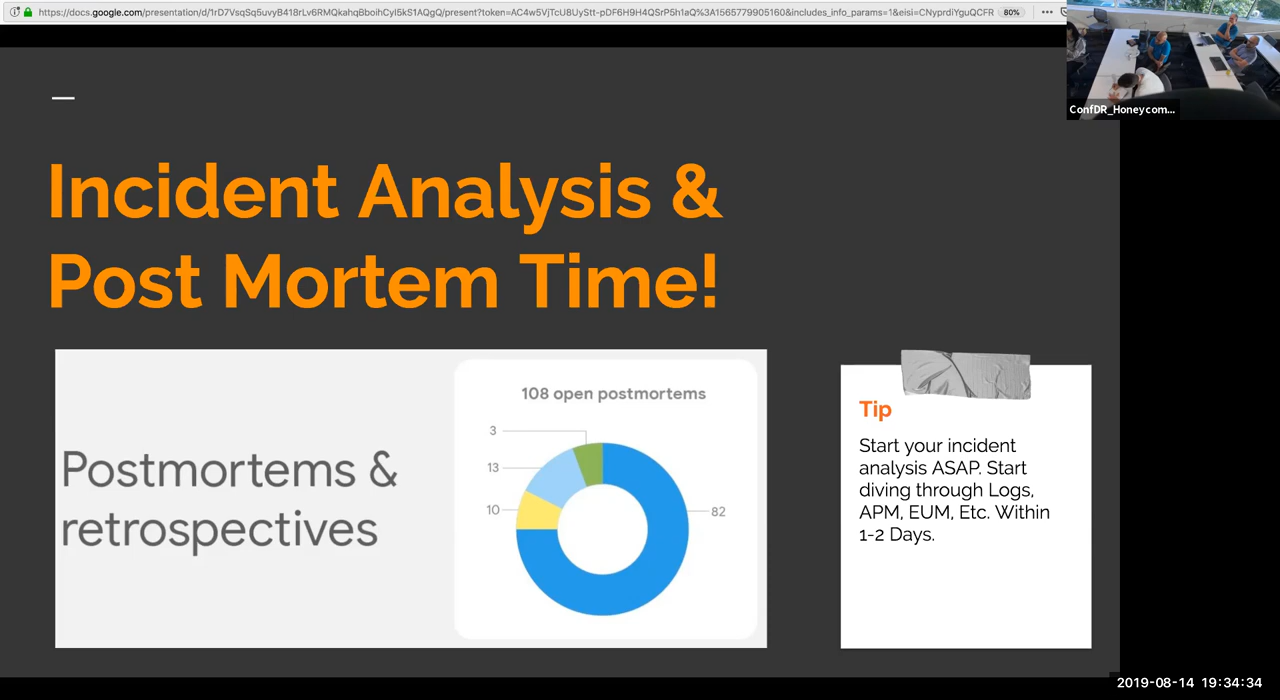 https://docs.google.com/presentation/d/1rD7VsqSq5uvyB418rLv6RMQkahqBboihCyl5kS1AQgQ/present?token=AC4w5VjTcU8UyStt-pDF6H9H4QSrP5h1aQ%3A1565779905160&includes_info_params=1&eisi=CNyprdiYguQCFR
80%
ConfDR_Honeycom...
Incident Analysis &
Post Mortem Time!
Postmortems &
retrospectives
108 open postmortems
3
13
10
82
Tip
Start your incident
analysis ASAP. Start
diving through Logs,
APM, EUM, Etc. Within
1-2 Days.
2019-08-14 19:34:34